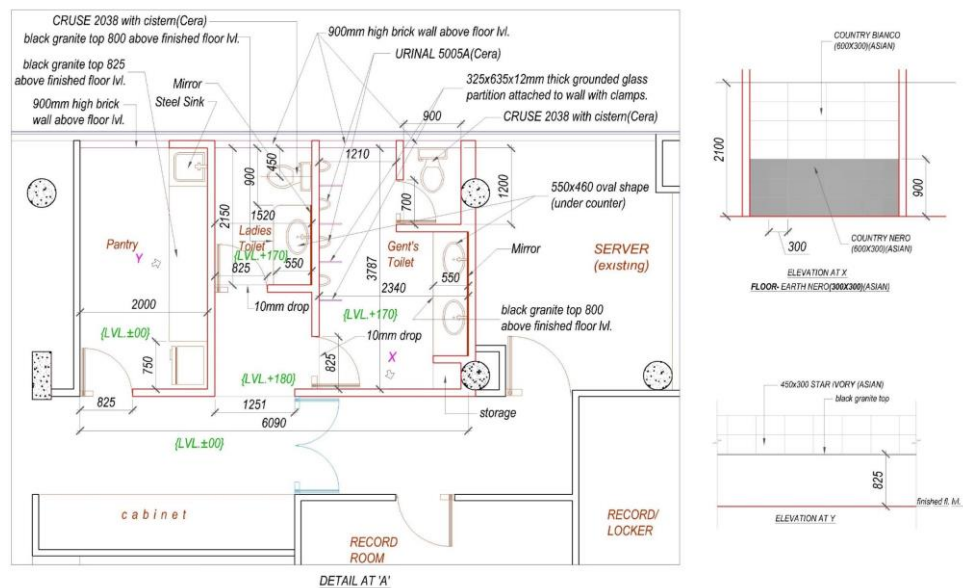 CRUSE 2038 with cistern(Cera)
black granite top 800 above finished floor lvl.
900mm high brick wall above floor lvl.
URINAL 5005A(Cera)
black granite top 825
above finished floor lvl.
Mirror
Steel Sink
325x635x12mm thick grounded glass
partition attached to wall with clamps.
900mm high brick
wall above floor lvl.
900
CRUSE 2038 with cistern(Cera)
1210
450
900
2150
700
1200
550x460 oval shape
(under counter)
1520
Ladies
Toilet
{LVL.+170}
Pantry
Y
Gent's
Toilet
Mirror
SERVER
(existing)
825
550
3787
550
2340
2000
10mm drop
{LVL.+170}
black granite top 800
above finished floor lvl.
{LVL.±00}
10mm drop
750
825
X
{LVL.+180}
825
1251
storage
6090
{LVL.±00}
cabinet
RECORD
ROOM
RECORD/
LOCKER
DETAIL AT 'A'
COUNTRY BIANCO
(600X300)(ASIAN)
2100
900
300
COUNTRY NERO
(600X300)(ASIAN)
ELEVATION AT X
FLOOR- EARTH NERO(300X300)(ASIAN)
450x300 STAR IVORY (ASIAN)
black granite top
825
finished fl. lvl.
ELEVATION AT Y